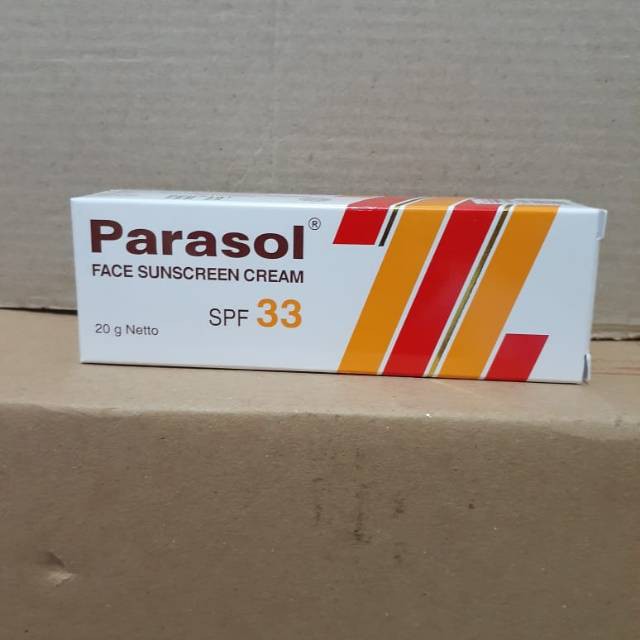 Parasol®
FACE SUNSCREEN CREAM
SPF 33
20 g Netto